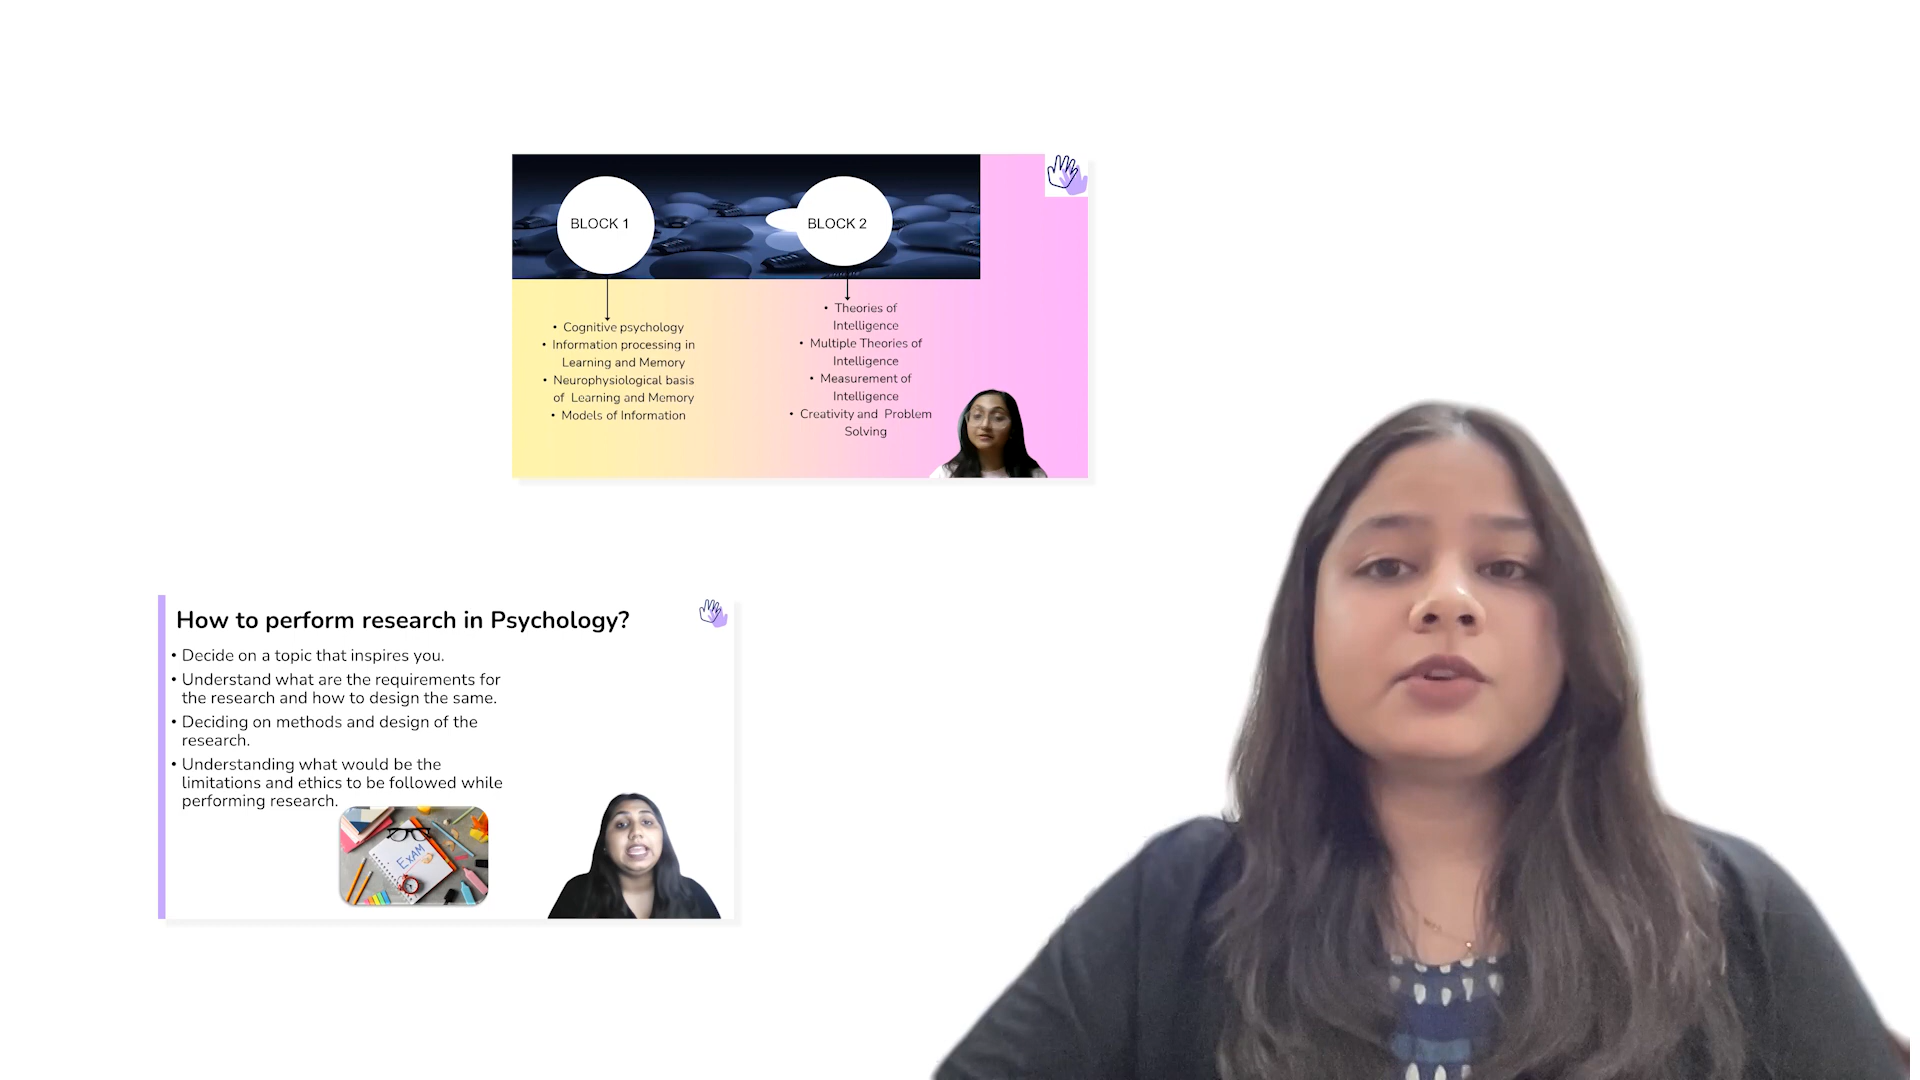 BLOCK 1
BLOCK 2
• Cognitive psychology
• Information processing in
Learning and Memory
• Neurophysiological basis
of Learning and Memory
• Models of Information
• Theories of
Intelligence
• Multiple Theories of
Intelligence
• Measurement of
Intelligence
• Creativity and Problem
Solving
How to perform research in Psychology?
• Decide on a topic that inspires you.
• Understand what are the requirements for
the research and how to design the same.
• Deciding on methods and design of the
research.
• Understanding what would be the
limitations and ethics to be followed while
performing research.
EXAM